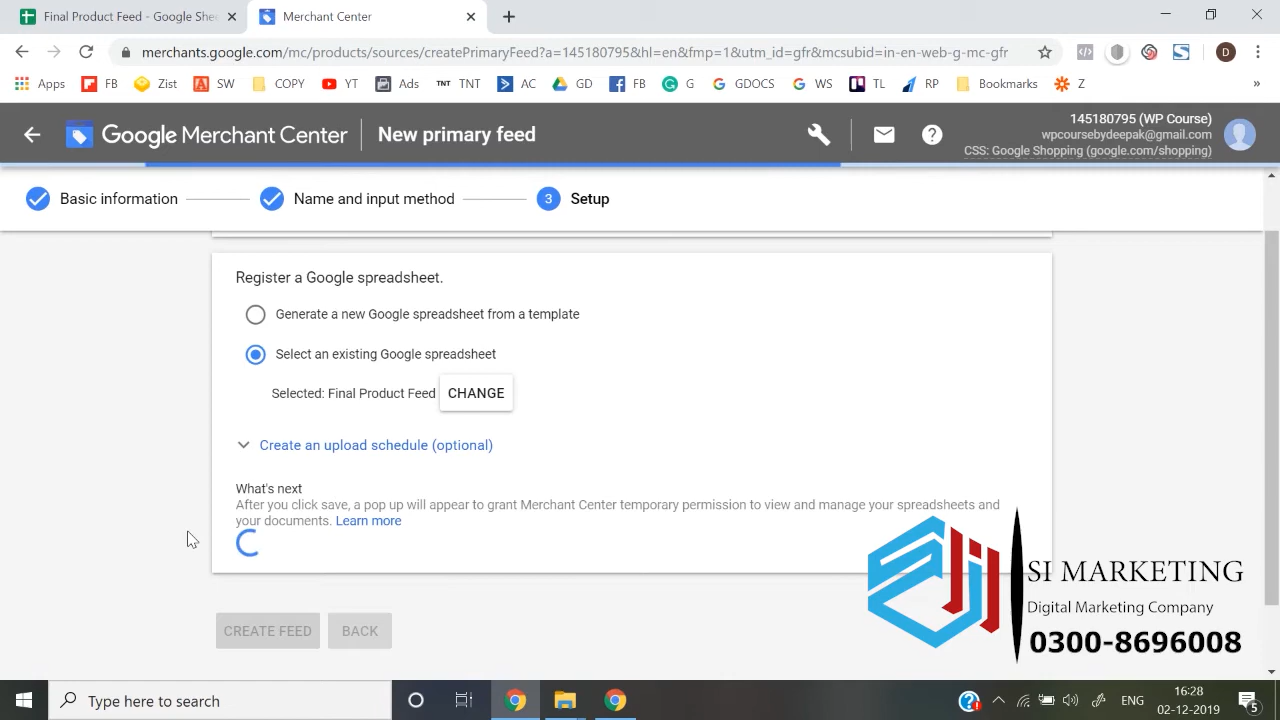 Final Product Feed - Google Shee
Merchant Center
merchants.google.com/mc/products/sources/createPrimaryFeed?a=145180795&hl=en&fmp=1&utm_id=gfr&mcsubid=in-en-web-g-mc-gfr
D
Apps FB Zist SW COPY YT Ads TNT TNT AC GD FB G GDOCS WS TL RP Bookmarks Z »
Google Merchant Center New primary feed
145180795 (WP Course)
wpcoursebydeepak@gmail.com
CSS: Google Shopping (google.com/shopping)
Basic information Name and input method 3 Setup
Register a Google spreadsheet.
Generate a new Google spreadsheet from a template
Select an existing Google spreadsheet
Selected: Final Product Feed CHANGE
Create an upload schedule (optional)
What's next
After you click save, a pop up will appear to grant Merchant Center temporary permission to view and manage your spreadsheets and
your documents. Learn more
CREATE FEED BACK
SI MARKETING
Digital Marketing Company
0300-8696008
Type here to search
ENG
16:28
02-12-2019
5